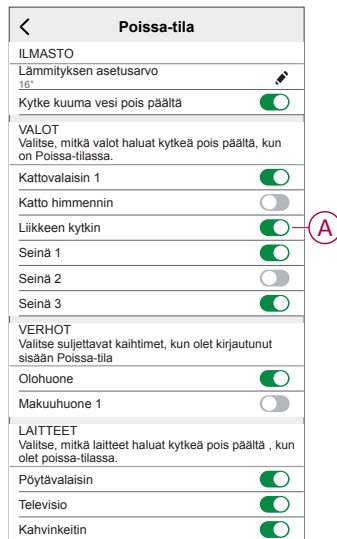 Poissa-tila
ILMASTO
Lämmityksen asetusarvo
16°
Kytke kuuma vesi pois päältä
VALOT
Valitse, mitkä valot haluat kytkeä pois päältä, kun
on Poissa-tilassa.
Kattovalaisin 1
Katto himmennin
Liikkeen kytkin
A
Seinä 1
Seinä 2
Seinä 3
VERHOT
Valitse suljettavat kaihtimet, kun olet kirjautunut
sisään Poissa-tila
Olohuone
Makuuhuone 1
LAITTEET
Valitse, mitkä laitteet haluat kytkeä pois päältä , kun
olet poissa-tilassa.
Pöytävalaisin
Televisio
Kahvinkeitin